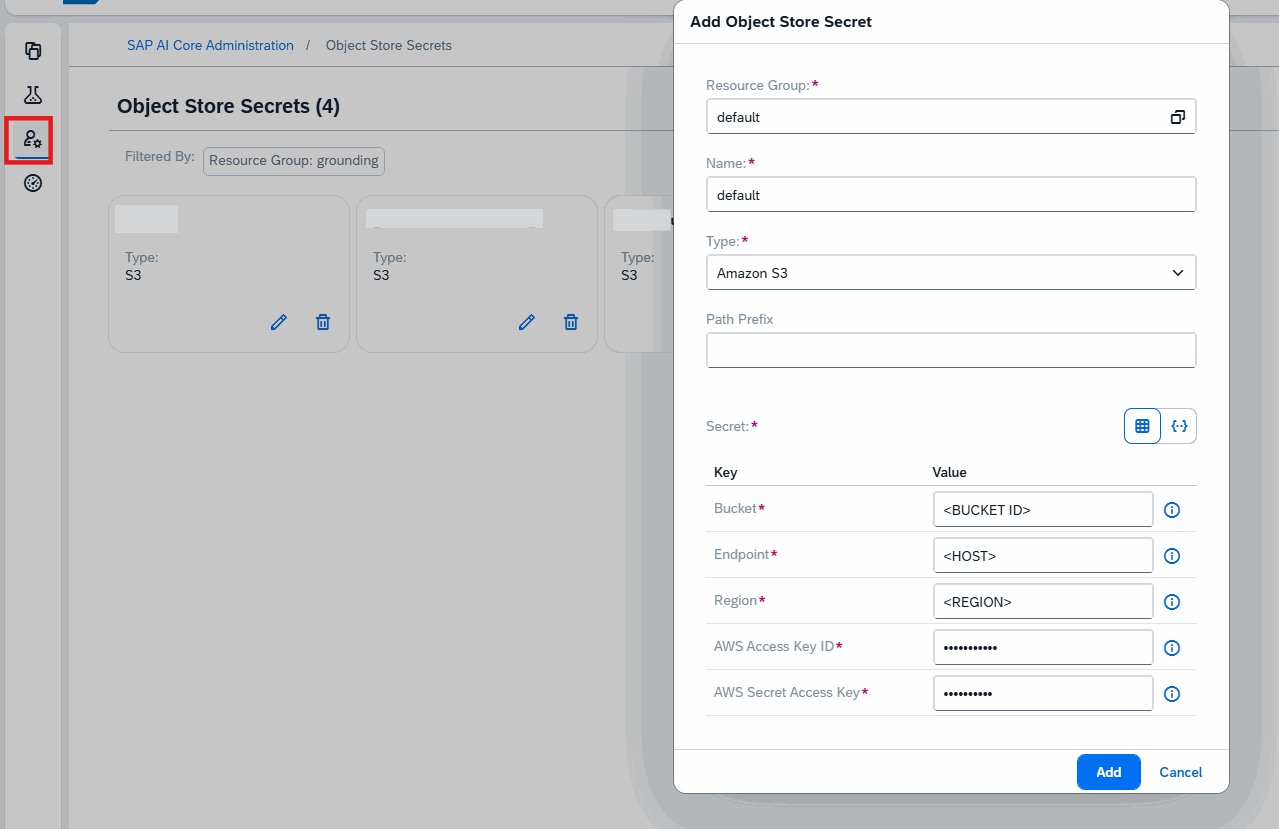 SAP AI Core Administration / Object Store Secrets
Object Store Secrets (4)
Filtered By: Resource Group: grounding
Type:
S3
Type:
S3
Type:
S3
Add Object Store Secret
Resource Group:*
default
Name:*
default
Type:*
Amazon S3
Path Prefix
Secret:*
Key Value
Bucket* <BUCKET ID>
Endpoint* <HOST>
Region* <REGION>
AWS Access Key ID* •••••••••••
AWS Secret Access Key* ••••••••••
Add Cancel